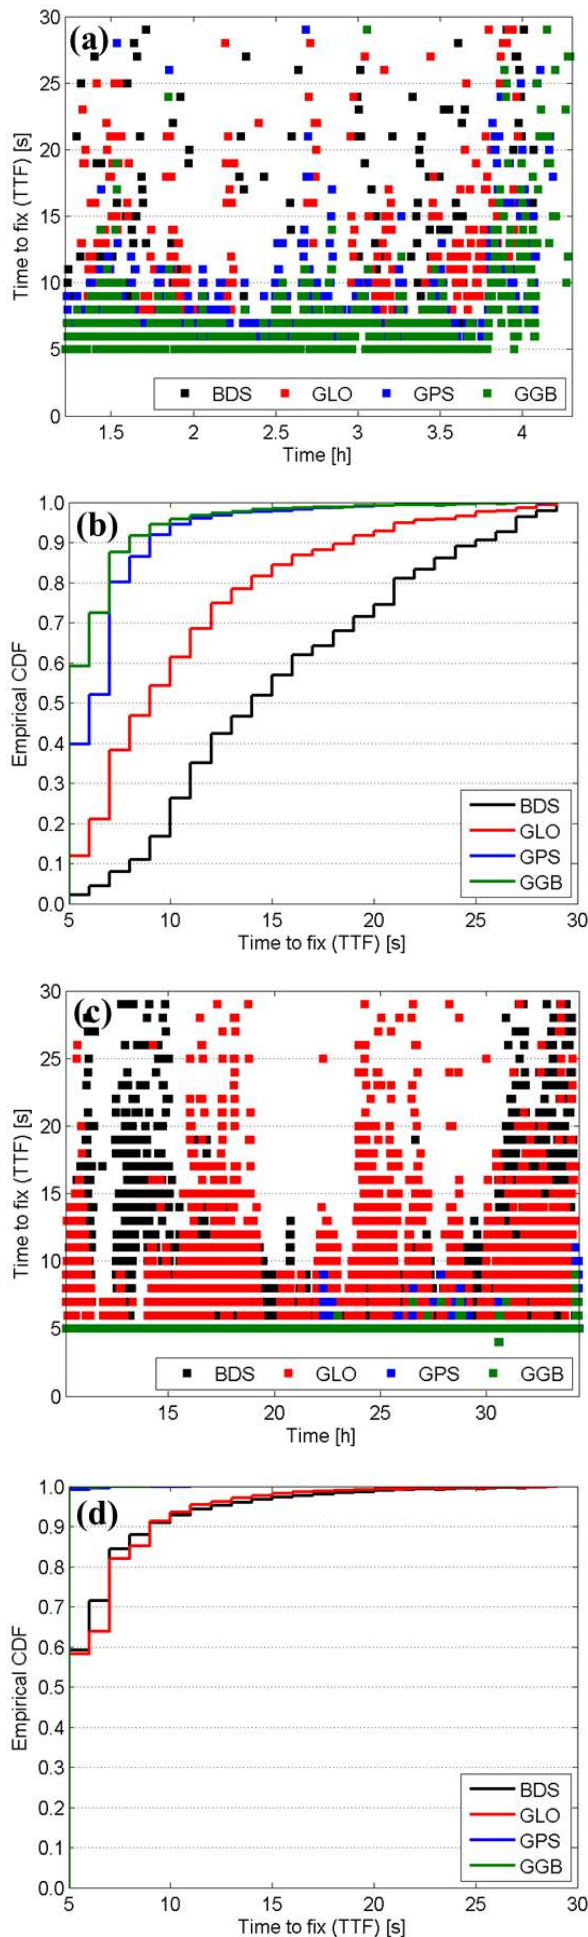 (a)
30
25
20
15
10
5
0
Time to fix (TTF) [s]
BDS GLO GPS GGB
1.5 2 2.5 3 3.5 4
Time [h]
(b)
1.0
0.9
0.8
0.7
0.6
0.5
0.4
0.3
0.2
0.1
0.0
Empirical CDF
BDS
GLO
GPS
GGB
5 10 15 20 25 30
Time to fix (TTF) [s]
(c)
30
25
20
15
10
5
0
Time to fix (TTF) [s]
BDS GLO GPS GGB
15 20 25 30
Time [h]
(d)
1.0
0.9
0.8
0.7
0.6
0.5
0.4
0.3
0.2
0.1
0.0
Empirical CDF
BDS
GLO
GPS
GGB
5 10 15 20 25 30
Time to fix (TTF) [s]